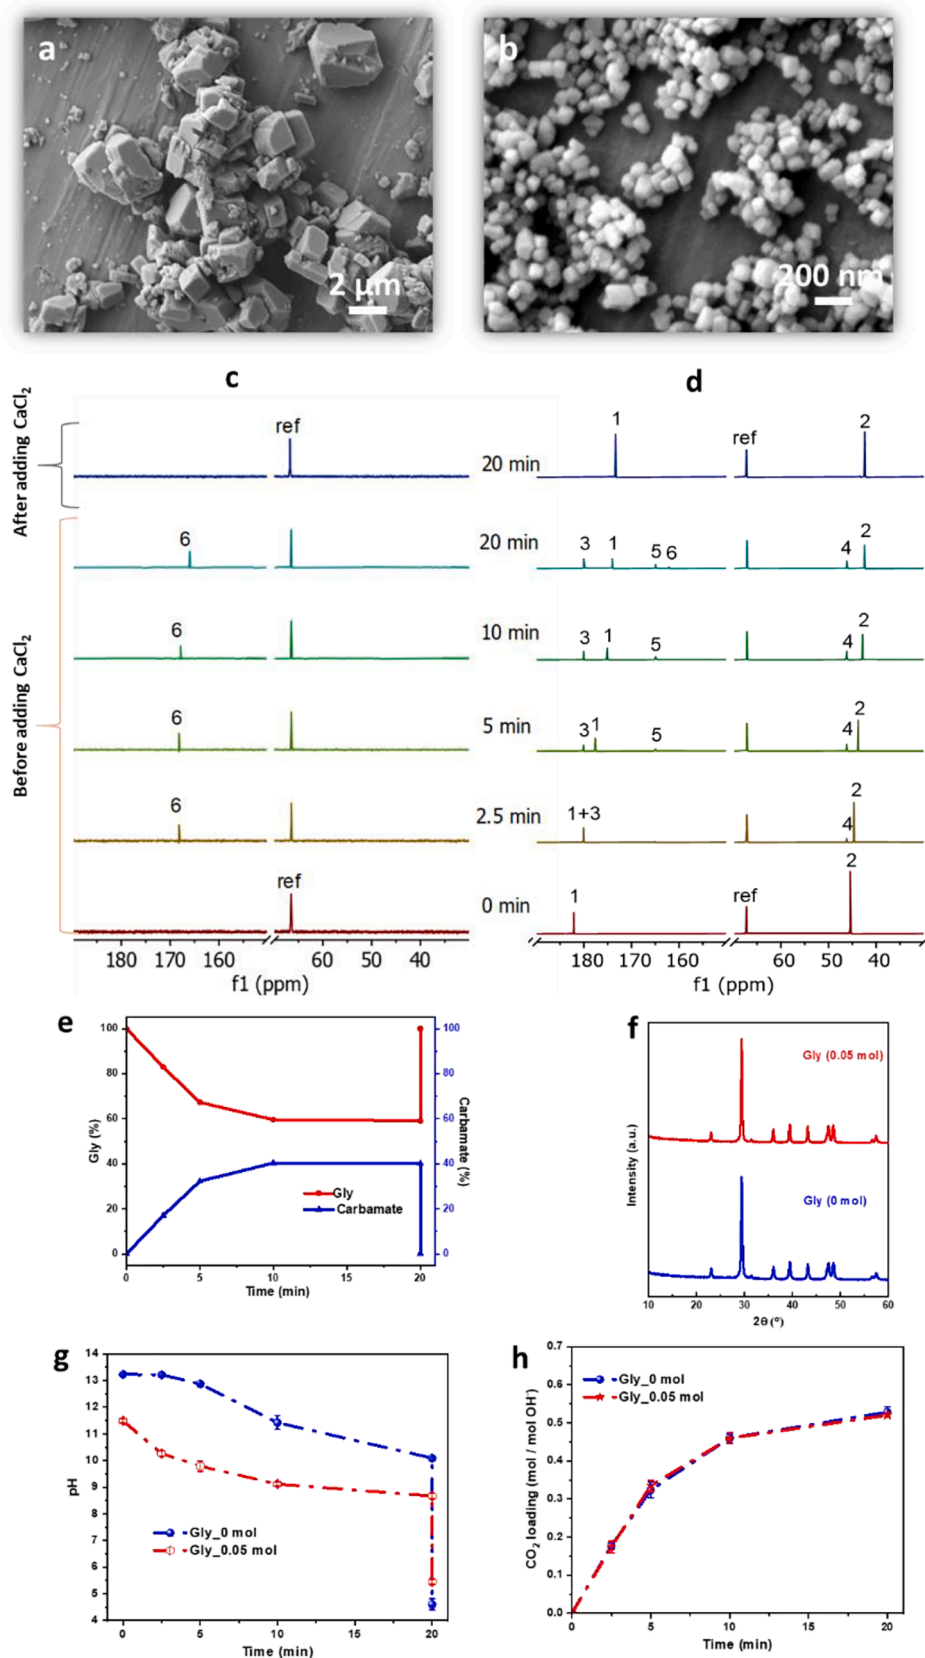 a
2 µm
b
200 nm
c
d
After adding CaCl2
Before adding CaCl2
ref
20 min
1
ref
2
6
20 min
3 1 5 6
4 2
6
10 min
3 1 5
4 2
6
5 min
3 1 5
4 2
6
2.5 min
1+3
4 2
ref
0 min
1
ref
2
180 170 160 60 50 40
f1 (ppm)
180 170 160 60 50 40
f1 (ppm)
e
100
80
60
40
20
0
Gly (%)
100
80
60
40
20
0
Carbamate (%)
Gly
Carbamate
0 5 10 15 20
Time (min)
f
Gly (0.05 mol)
Gly (0 mol)
Intensity (a.u.)
10 20 30 40 50 60
2θ (°)
g
14
13
12
11
10
9
8
7
6
5
4
pH
Gly_0 mol
Gly_0.05 mol
0 5 10 15 20
Time (min)
h
0.7
0.6
0.5
0.4
0.3
0.2
0.1
0.0
CO2 loading (mol / mol OH-)
Gly_0 mol
Gly_0.05 mol
0 5 10 15 20
Time (min)